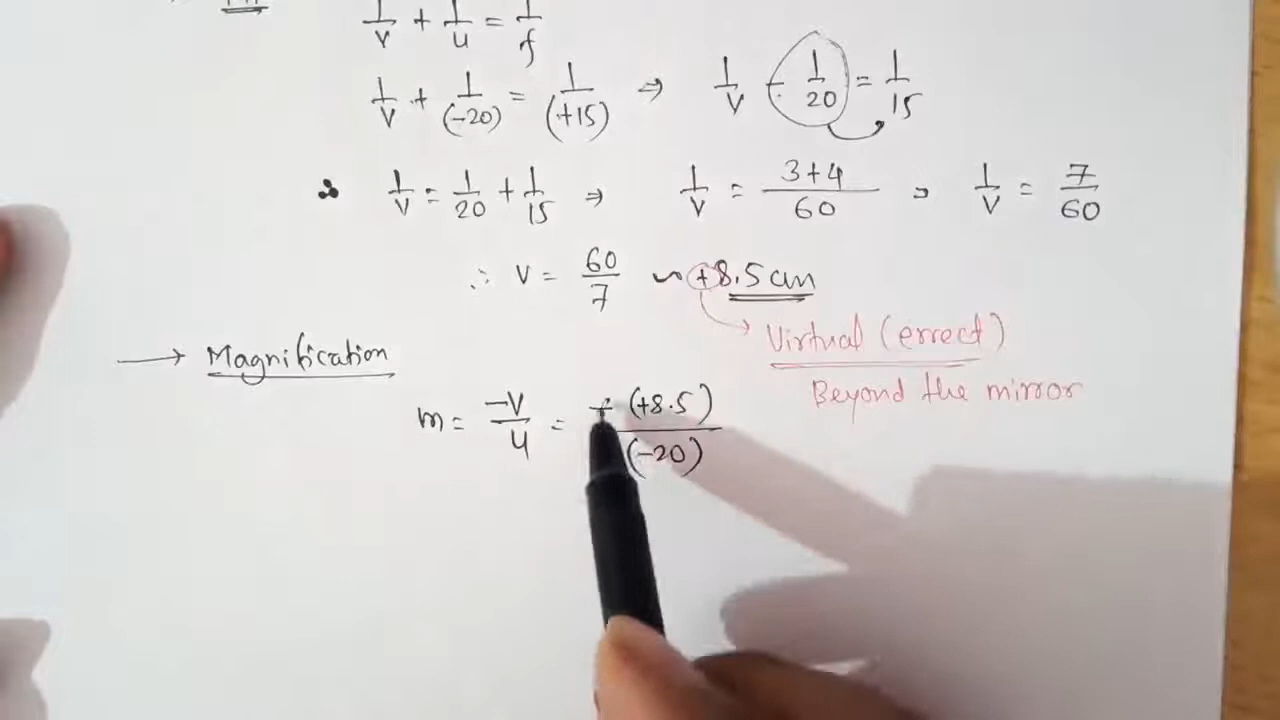 1/v + 1/u = 1/f
1/v + 1/(-20) = 1/(+15) ⇒ 1/v - 1/20 = 1/15
∴ 1/v = 1/20 + 1/15 ⇒ 1/v = 3+4/60 ⇒ 1/v = 7/60
∴ v = 60/7 ~ +8.5 cm
Virtual (errect)
→ Magnification
Beyond the mirror
m = -v/u = - (+8.5)/(-20)